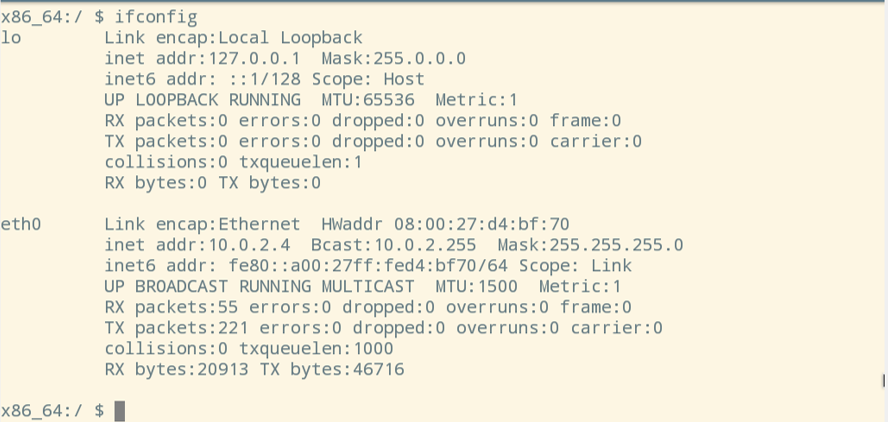 x86_64:/ $ ifconfig
lo        Link encap:Local Loopback
          inet addr:127.0.0.1  Mask:255.0.0.0
          inet6 addr: ::1/128 Scope: Host
          UP LOOPBACK RUNNING  MTU:65536  Metric:1
          RX packets:0 errors:0 dropped:0 overruns:0 frame:0
          TX packets:0 errors:0 dropped:0 overruns:0 carrier:0
          collisions:0 txqueuelen:1
          RX bytes:0 TX bytes:0

eth0      Link encap:Ethernet  HWaddr 08:00:27:d4:bf:70
          inet addr:10.0.2.4  Bcast:10.0.2.255  Mask:255.255.255.0
          inet6 addr: fe80::a00:27ff:fed4:bf70/64 Scope: Link
          UP BROADCAST RUNNING MULTICAST  MTU:1500  Metric:1
          RX packets:55 errors:0 dropped:0 overruns:0 frame:0
          TX packets:221 errors:0 dropped:0 overruns:0 carrier:0
          collisions:0 txqueuelen:1000
          RX bytes:20913 TX bytes:46716

x86_64:/ $